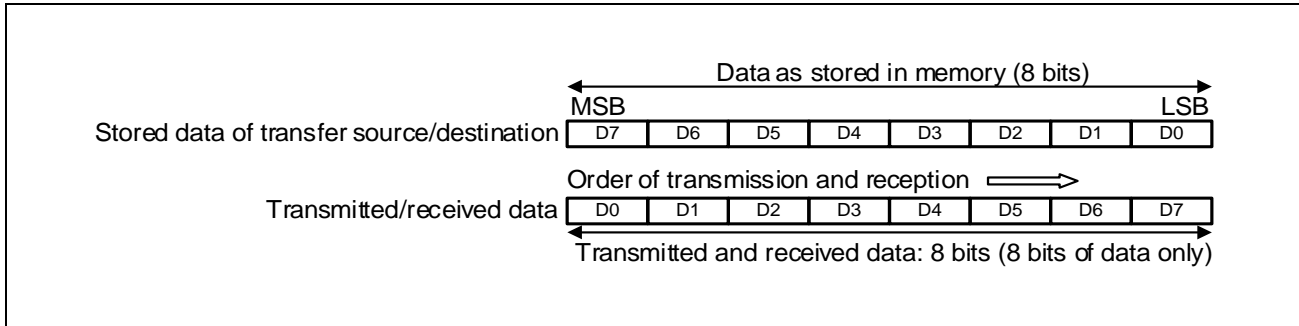 Data as stored in memory (8 bits)
MSB LSB
Stored data of transfer source/destination D7 D6 D5 D4 D3 D2 D1 D0
Order of transmission and reception
Transmitted/received data D0 D1 D2 D3 D4 D5 D6 D7
Transmitted and received data: 8 bits (8 bits of data only)